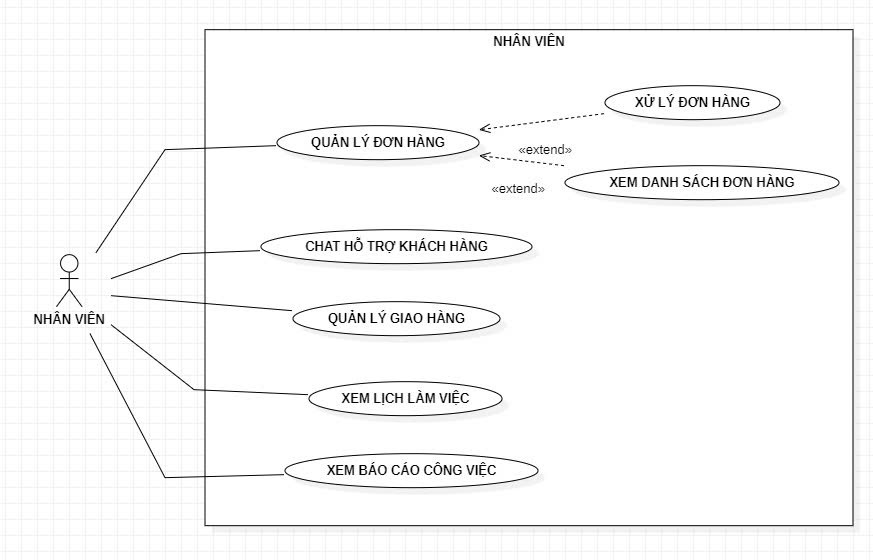 NHÂN VIÊN
XỬ LÝ ĐƠN HÀNG
QUẢN LÝ ĐƠN HÀNG
«extend»
XEM DANH SÁCH ĐƠN HÀNG
«extend»
CHAT HỖ TRỢ KHÁCH HÀNG
NHÂN VIÊN
QUẢN LÝ GIAO HÀNG
XEM LỊCH LÀM VIỆC
XEM BÁO CÁO CÔNG VIỆC